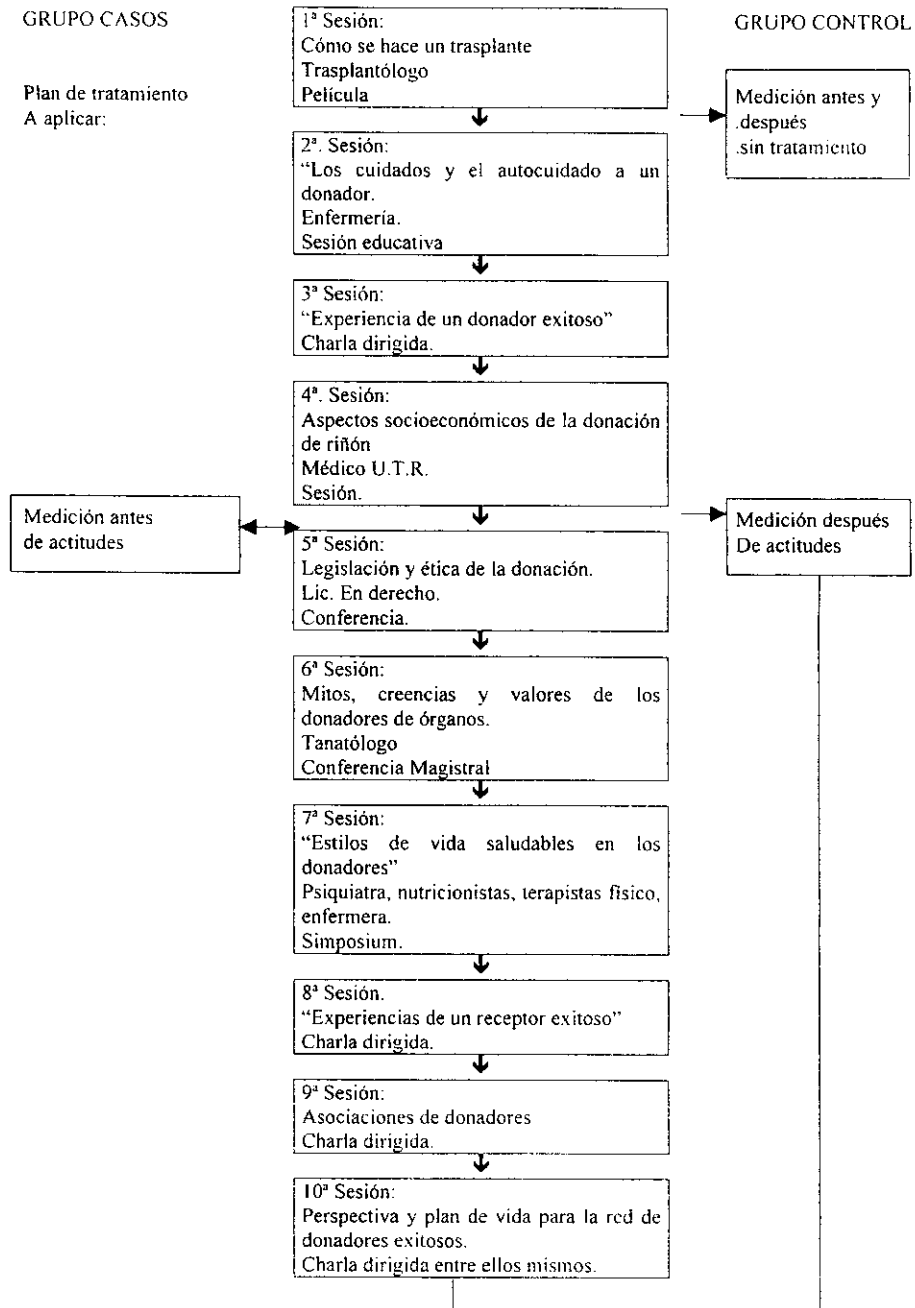 GRUPO CASOS
GRUPO CONTROL
Plan de tratamiento
A aplicar:
1ª Sesión:
Cómo se hace un trasplante
Trasplantólogo
Película
Medición antes y
.después
.sin tratamiento
2ª. Sesión:
“Los cuidados y el autocuidado a un
donador.
Enfermería.
Sesión educativa
3ª Sesión:
“Experiencia de un donador exitoso”
Charla dirigida.
4ª. Sesión:
Aspectos socioeconómicos de la donación
de riñón
Médico U.T.R.
Sesión.
Medición antes
de actitudes
Medición después
De actitudes
5ª Sesión:
Legislación y ética de la donación.
Lic. En derecho.
Conferencia.
6ª Sesión:
Mitos, creencias y valores de los
donadores de órganos.
Tanatólogo
Conferencia Magistral
7ª Sesión:
“Estilos de vida saludables en los
donadores”
Psiquiatra, nutricionistas, terapistas físico,
enfermera.
Simposium.
8ª Sesión.
“Experiencias de un receptor exitoso”
Charla dirigida.
9ª Sesión:
Asociaciones de donadores
Charla dirigida.
10ª Sesión:
Perspectiva y plan de vida para la red de
donadores exitosos.
Charla dirigida entre ellos mismos.